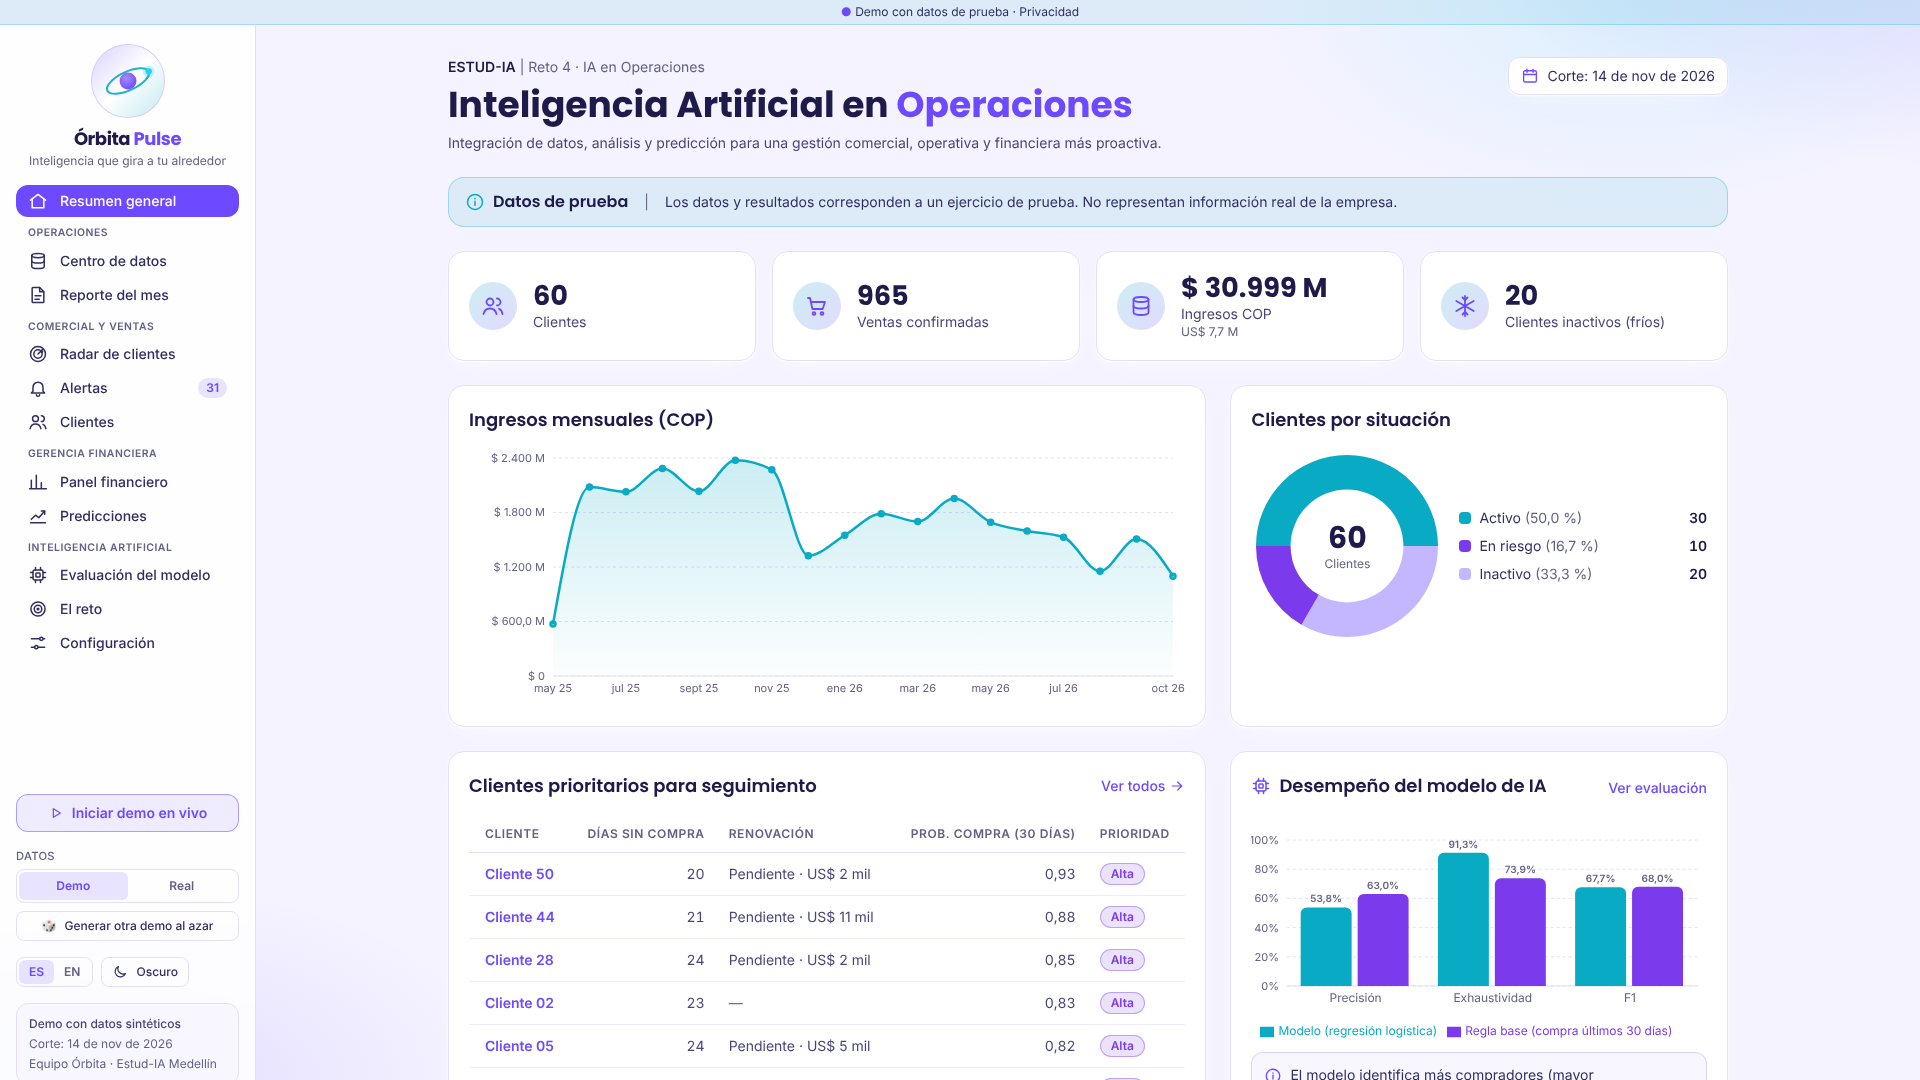 Demo con datos de prueba · Privacidad
Órbita Pulse
Inteligencia que gira a tu alrededor
Resumen general
OPERACIONES
Centro de datos
Reporte del mes
COMERCIAL Y VENTAS
Radar de clientes
Alertas 31
Clientes
GERENCIA FINANCIERA
Panel financiero
Predicciones
INTELIGENCIA ARTIFICIAL
Evaluación del modelo
El reto
Configuración
Iniciar demo en vivo
DATOS
Demo Real
Generar otra demo al azar
ES EN Oscuro
Demo con datos sintéticos
Corte: 14 de nov de 2026
Equipo Órbita · Estud-IA Medellín
ESTUD-IA | Reto 4 · IA en Operaciones
Inteligencia Artificial en Operaciones
Integración de datos, análisis y predicción para una gestión comercial, operativa y financiera más proactiva.
Corte: 14 de nov de 2026
Datos de prueba | Los datos y resultados corresponden a un ejercicio de prueba. No representan información real de la empresa.
60
Clientes
965
Ventas confirmadas
$ 30.999 M
Ingresos COP
US$ 7,7 M
20
Clientes inactivos (fríos)
Ingresos mensuales (COP)
$ 2.400 M
$ 1.800 M
$ 1.200 M
$ 600,0 M
$ 0
may 25 jul 25 sept 25 nov 25 ene 26 mar 26 may 26 jul 26 oct 26
Clientes por situación
60
Clientes
Activo (50,0 %) 30
En riesgo (16,7 %) 10
Inactivo (33,3 %) 20
Clientes prioritarios para seguimiento
Ver todos →
CLIENTE DÍAS SIN COMPRA RENOVACIÓN PROB. COMPRA (30 DÍAS) PRIORIDAD
Cliente 50 20 Pendiente · US$ 2 mil 0,93 Alta
Cliente 44 21 Pendiente · US$ 11 mil 0,88 Alta
Cliente 28 24 Pendiente · US$ 2 mil 0,85 Alta
Cliente 02 23 — 0,83 Alta
Cliente 05 24 Pendiente · US$ 5 mil 0,82 Alta
Desempeño del modelo de IA
Ver evaluación
100%
80%
60%
40%
20%
0%
53,8% 63,0% 91,3% 73,9% 67,7% 68,0%
Precisión Exhaustividad F1
Modelo (regresión logística) Regla base (compra últimos 30 días)
El modelo identifica más compradores (mayor